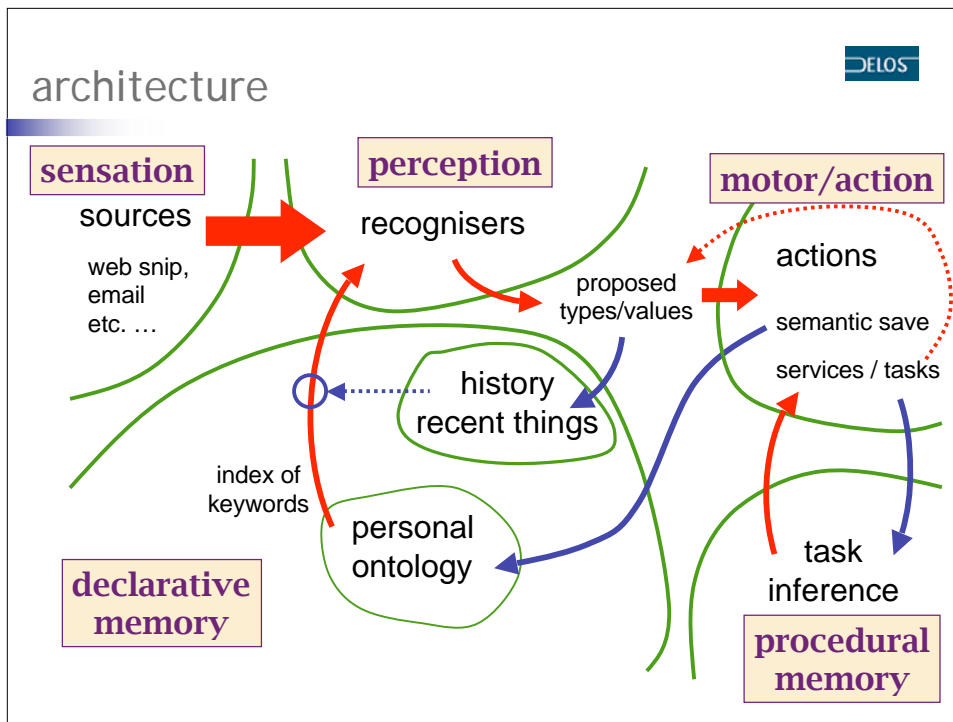 architecture
DELOS
sensation
sources
web snip,
email
etc. …
perception
recognisers
motor/action
actions
semantic save
services / tasks
proposed
types/values
history
recent things
index of
keywords
personal
ontology
declarative
memory
task
inference
procedural
memory